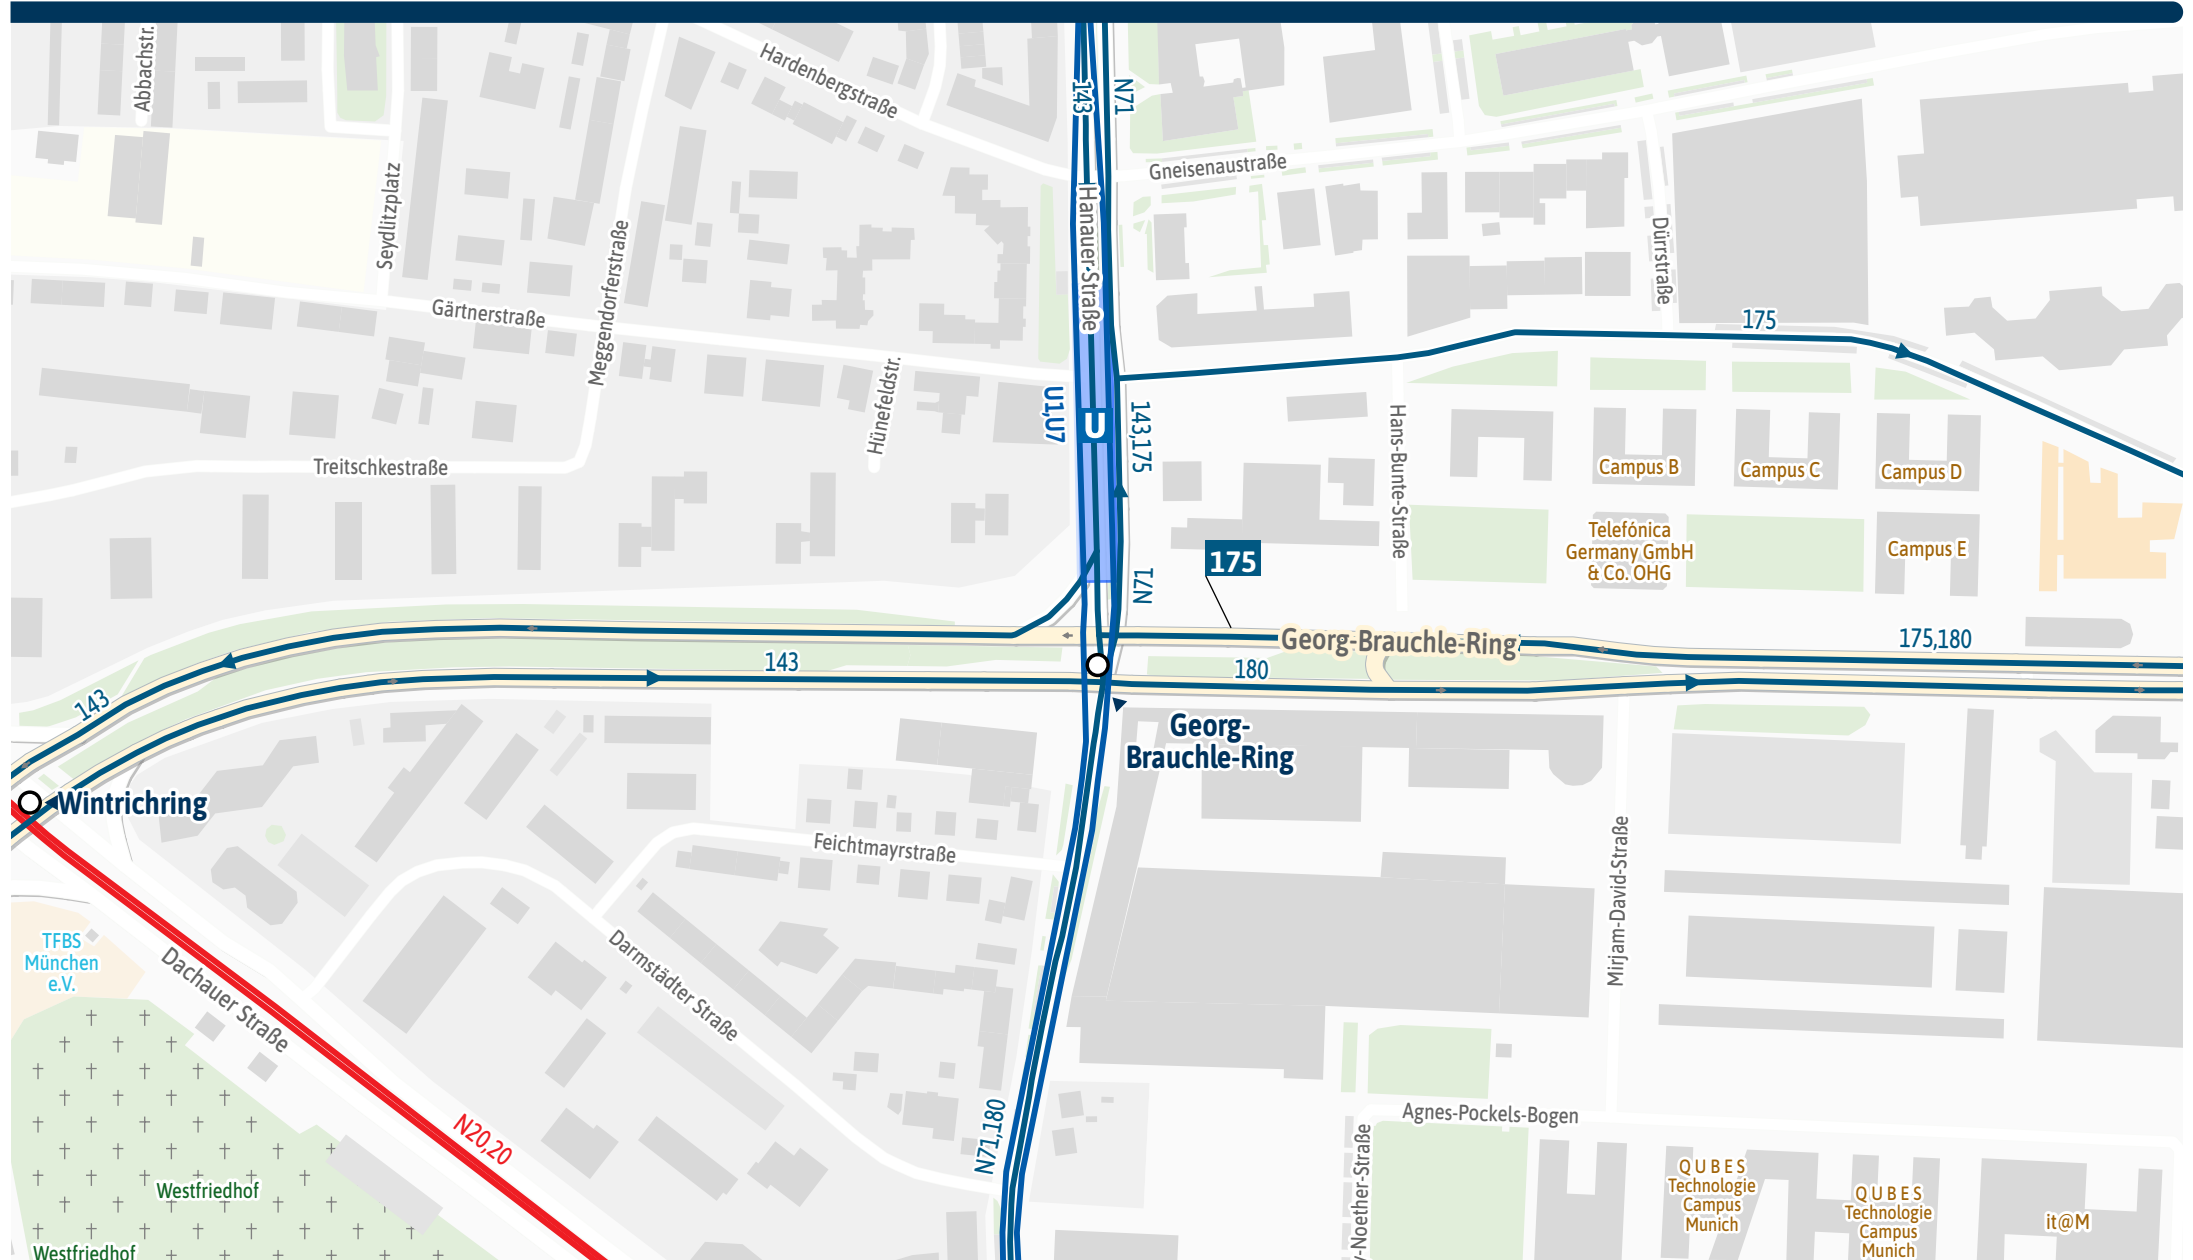 Abbachstr.
Hardenbergstraße
143
N71
Gneisenaustraße
Seydlitzplatz
Hanauer-Straße
Meggendorferstraße
Dürrstraße
Gärtnerstraße
175
Hünefeldstr.
U1,U7
U
143,175
Hans-Bunte-Straße
Treitschkestraße
Campus B
Campus C
Campus D
Telefónica
Germany GmbH
& Co. OHG
Campus E
175
N71
Georg-Brauchle-Ring
175,180
143
180
143
Georg-
Brauchle-Ring
Wintrichring
Feichtmayrstraße
Mirjam-David-Straße
TFBS
München
e.V.
Dachauer Straße
Darmstädter Straße
N20,20
N71,180
Agnes-Pockels-Bogen
y-Noether-Straße
Westfriedhof
Westfriedhof
QUBES
Technologie
Campus
Munich
QUBES
Technologie
Campus
Munich
it@M